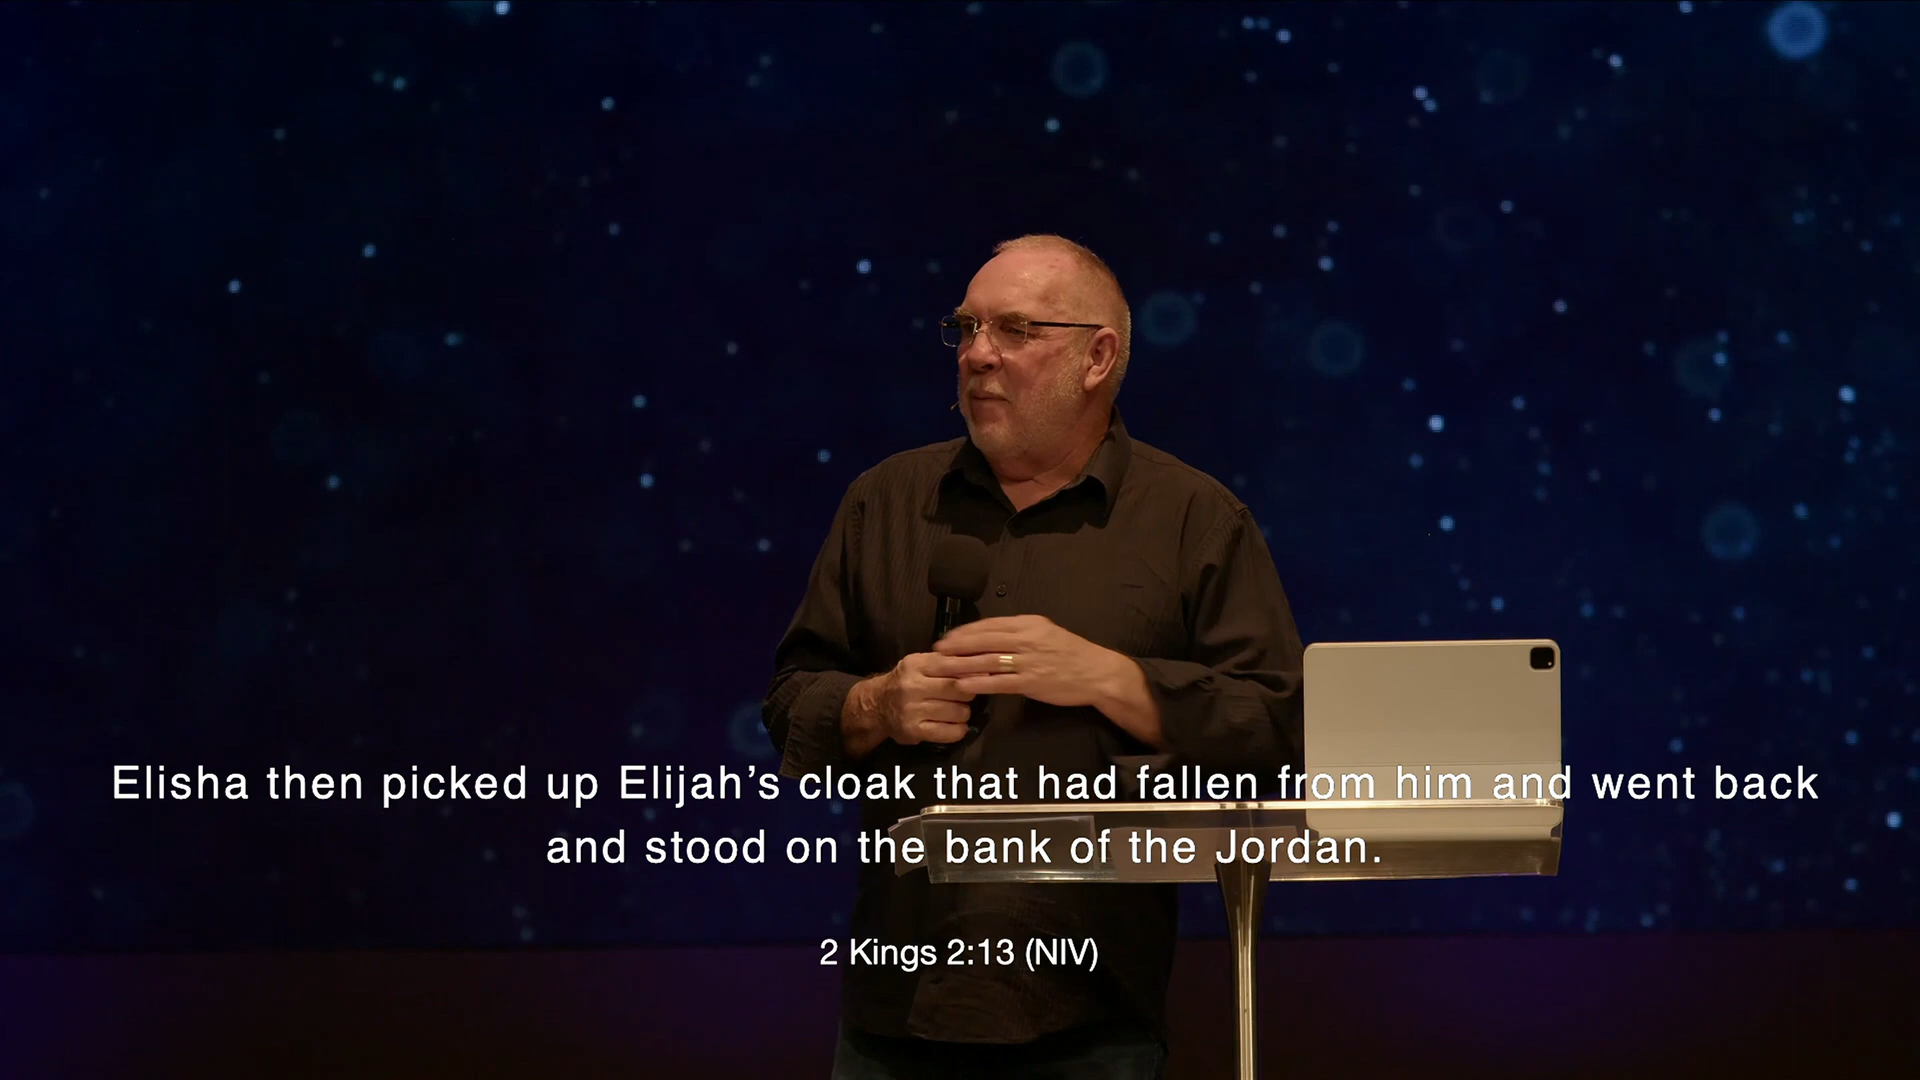 Elisha then picked up Elijah’s cloak that had fallen from him and went back
and stood on the bank of the Jordan.
2 Kings 2:13 (NIV)